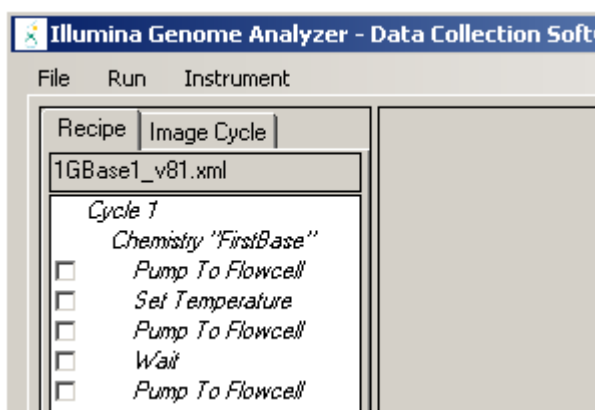 Illumina Genome Analyzer - Data Collection Soft
File Run Instrument
Recipe Image Cycle
1GBase1_v81.xml
Cycle 1
Chemistry "FirstBase"
Pump To Flowcell
Set Temperature
Pump To Flowcell
Wait
Pump To Flowcell